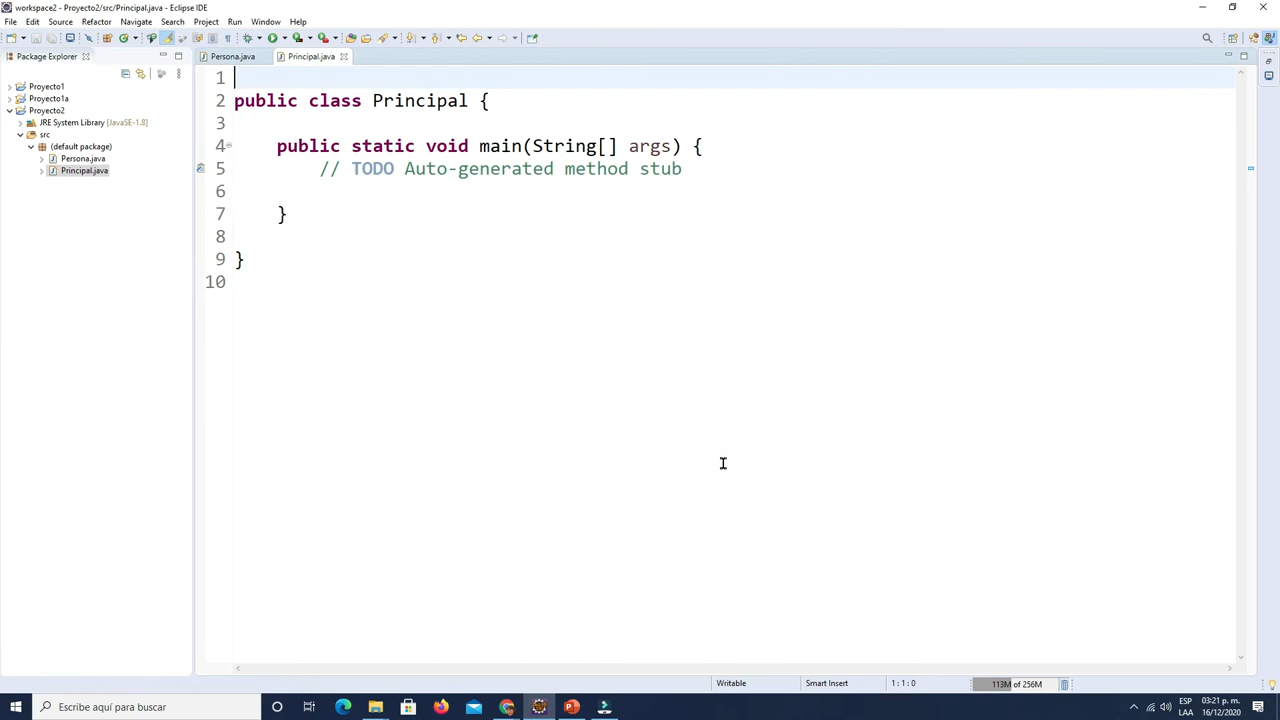 workspace2 - Proyecto2/src/Principal.java - Eclipse IDE
File Edit Source Refactor Navigate Search Project Run Window Help
Package Explorer
Persona.java
Principal.java
Proyecto1
Proyecto1a
Proyecto2
JRE System Library [JavaSE-1.8]
src
(default package)
Persona.java
Principal.java
1
2 public class Principal {
3
4 public static void main(String[] args) {
5 // TODO Auto-generated method stub
6
7 }
8
9 }
10
Writable
Smart Insert
1 : 1 : 0
113M of 256M
Escribe aquí para buscar
ESP
LAA
03:21 p. m.
16/12/2020